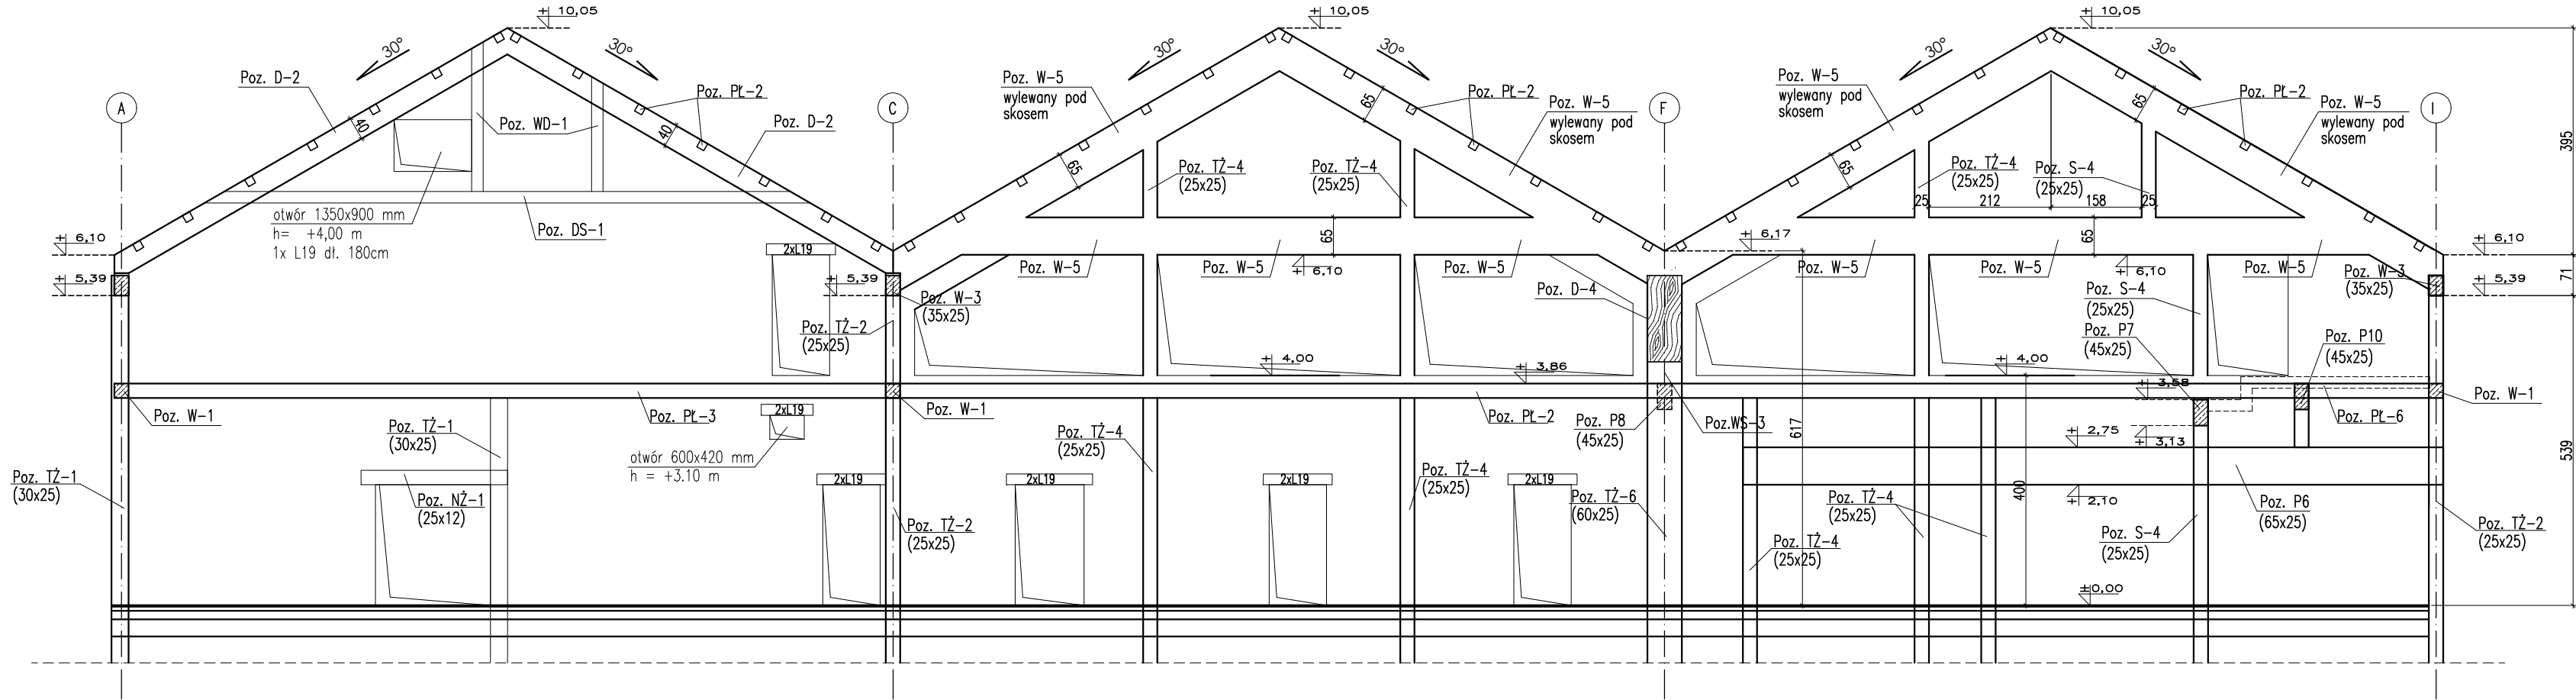 ± 10,05
± 10,05
± 10,05
30°
30°
30°
30°
30°
30°
Poz. D-2
Poz. PŁ-2
Poz. W-5
wylewany pod
skosem
Poz. PŁ-2
Poz. W-5
wylewany pod
skosem
Poz. W-5
wylewany pod
skosem
Poz. PŁ-2
Poz. W-5
wylewany pod
skosem
A
C
F
I
40
Poz. WD-1
40
Poz. D-2
65
65
65
65
395
Poz. TŻ-4
(25x25)
Poz. TŻ-4
(25x25)
Poz. TŻ-4
(25x25)
Poz. S-4
(25x25)
25
212
158
25
otwór 1350x900 mm
h= +4,00 m
1x L19 dł. 180cm
Poz. DS-1
± 6,10
± 5,39
2xL19
± 5,39
65
± 6,17
65
± 6,10
± 5,39
71
Poz. W-5
Poz. W-5
± 6,10
Poz. W-5
Poz. W-5
Poz. W-5
± 6,10
Poz. W-5
Poz. W-3
(35x25)
Poz. W-3
(35x25)
Poz. D-4
Poz. S-4
(25x25)
Poz. TŻ-2
(25x25)
Poz. P7
(45x25)
Poz. P10
(45x25)
± 4,00
± 3,86
± 4,00
± 3,58
Poz. W-1
Poz. PŁ-3
2xL19
Poz. W-1
Poz. PŁ-2
Poz. P8
(45x25)
Poz.WS-3
617
± 2,75
± 3,13
Poz. PŁ-6
Poz. W-1
539
Poz. TŻ-1
(30x25)
Poz. TŻ-4
(25x25)
otwór 600x420 mm
h = +3.10 m
Poz. TŻ-1
(30x25)
Poz. NŻ-1
(25x12)
2xL19
2xL19
2xL19
Poz. TŻ-4
(25x25)
2xL19
Poz. TŻ-6
(60x25)
400
Poz. TŻ-4
(25x25)
± 2,10
Poz. P6
(65x25)
Poz. TŻ-2
(25x25)
Poz. TŻ-4
(25x25)
Poz. S-4
(25x25)
Poz. TŻ-2
(25x25)
±0,00